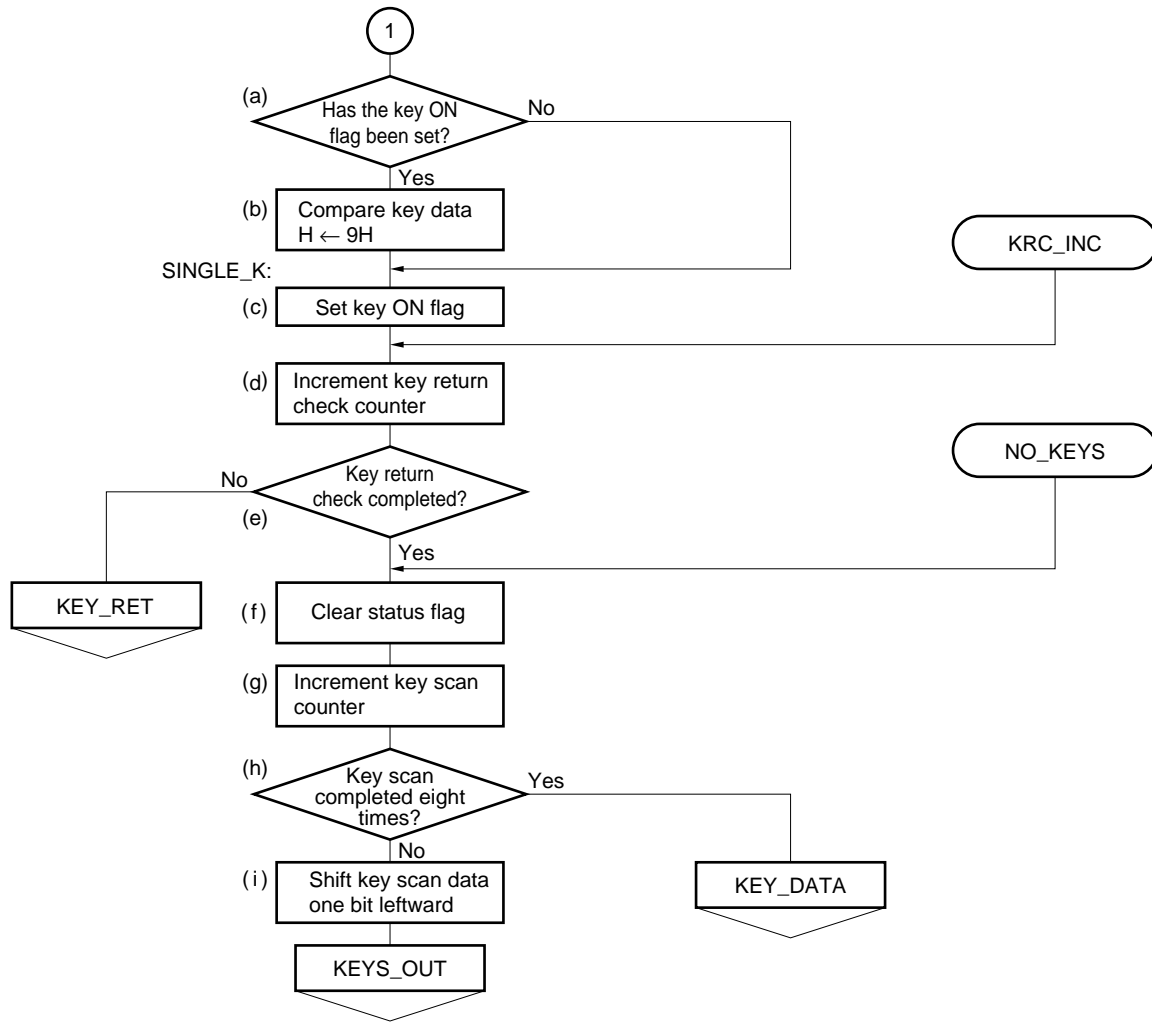 1
(a)
Has the key ON
flag been set?
No
Yes
(b)
Compare key data
H ← 9H
KRC_INC
SINGLE_K:
(c)
Set key ON flag
(d)
Increment key return
check counter
NO_KEYS
No
Key return
check completed?
(e)
Yes
KEY_RET
(f)
Clear status flag
(g)
Increment key scan
counter
(h)
Key scan
completed eight
times?
Yes
No
(i)
Shift key scan data
one bit leftward
KEY_DATA
KEYS_OUT